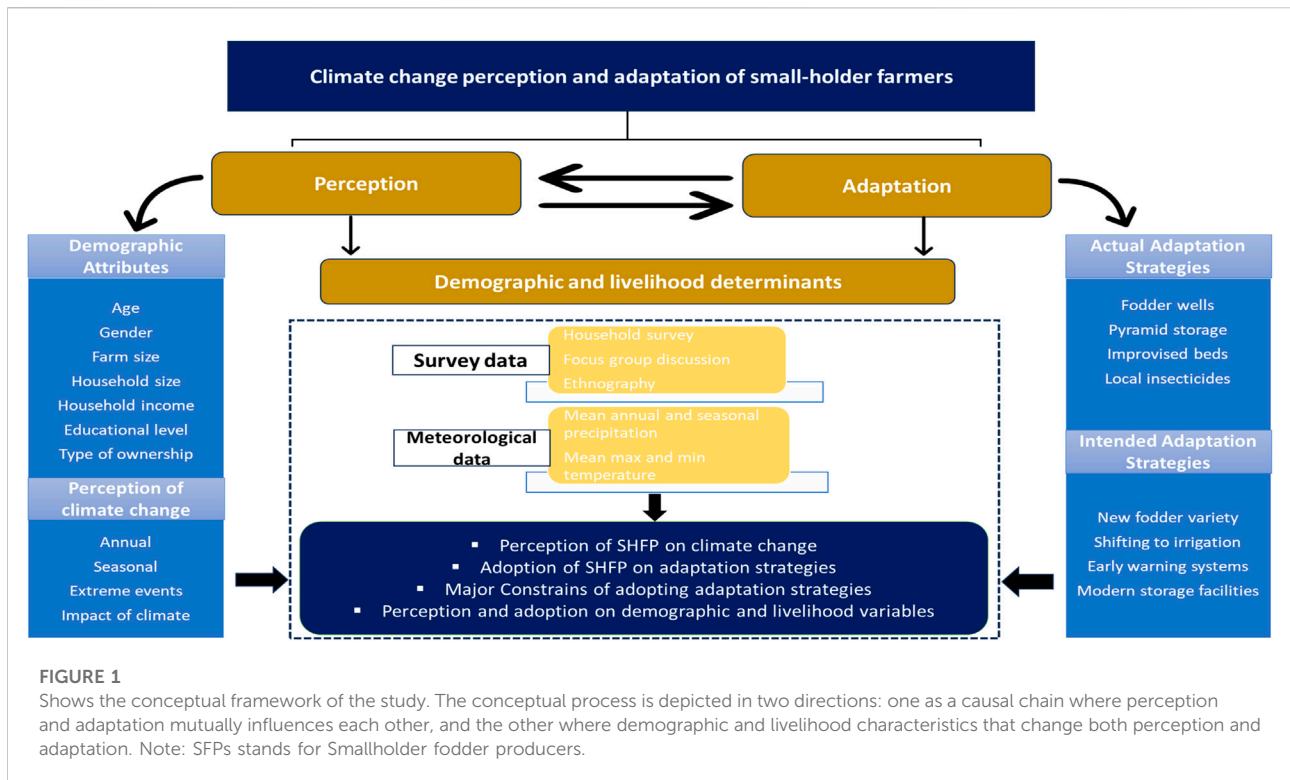 Climate change perception and adaptation of small-holder farmers
Perception
Adaptation
Demographic
Attributes
Age
Gender
Farm size
Household size
Household income
Educational level
Type of ownership
Perception of
climate change
Annual
Seasonal
Extreme events
Impact of climate
Demographic and livelihood determinants
Survey data
Household survey
Focus group discussion
Ethnography
Meteorological
data
Mean annual and seasonal
precipitation
Mean max and min
temperature
▪ Perception of SHFP on climate change
▪ Adoption of SHFP on adaptation strategies
▪ Major Constrains of adopting adaptation strategies
▪ Perception and adoption on demographic and livelihood variables
Actual Adaptation
Strategies
Fodder wells
Pyramid storage
Improvised beds
Local insecticides
Intended Adaptation
Strategies
New fodder variety
Shifting to irrigation
Early warning systems
Modern storage facilities
FIGURE 1
Shows the conceptual framework of the study. The conceptual process is depicted in two directions: one as a causal chain where perception
and adaptation mutually influences each other, and the other where demographic and livelihood characteristics that change both perception and
adaptation. Note: SFPs stands for Smallholder fodder producers.